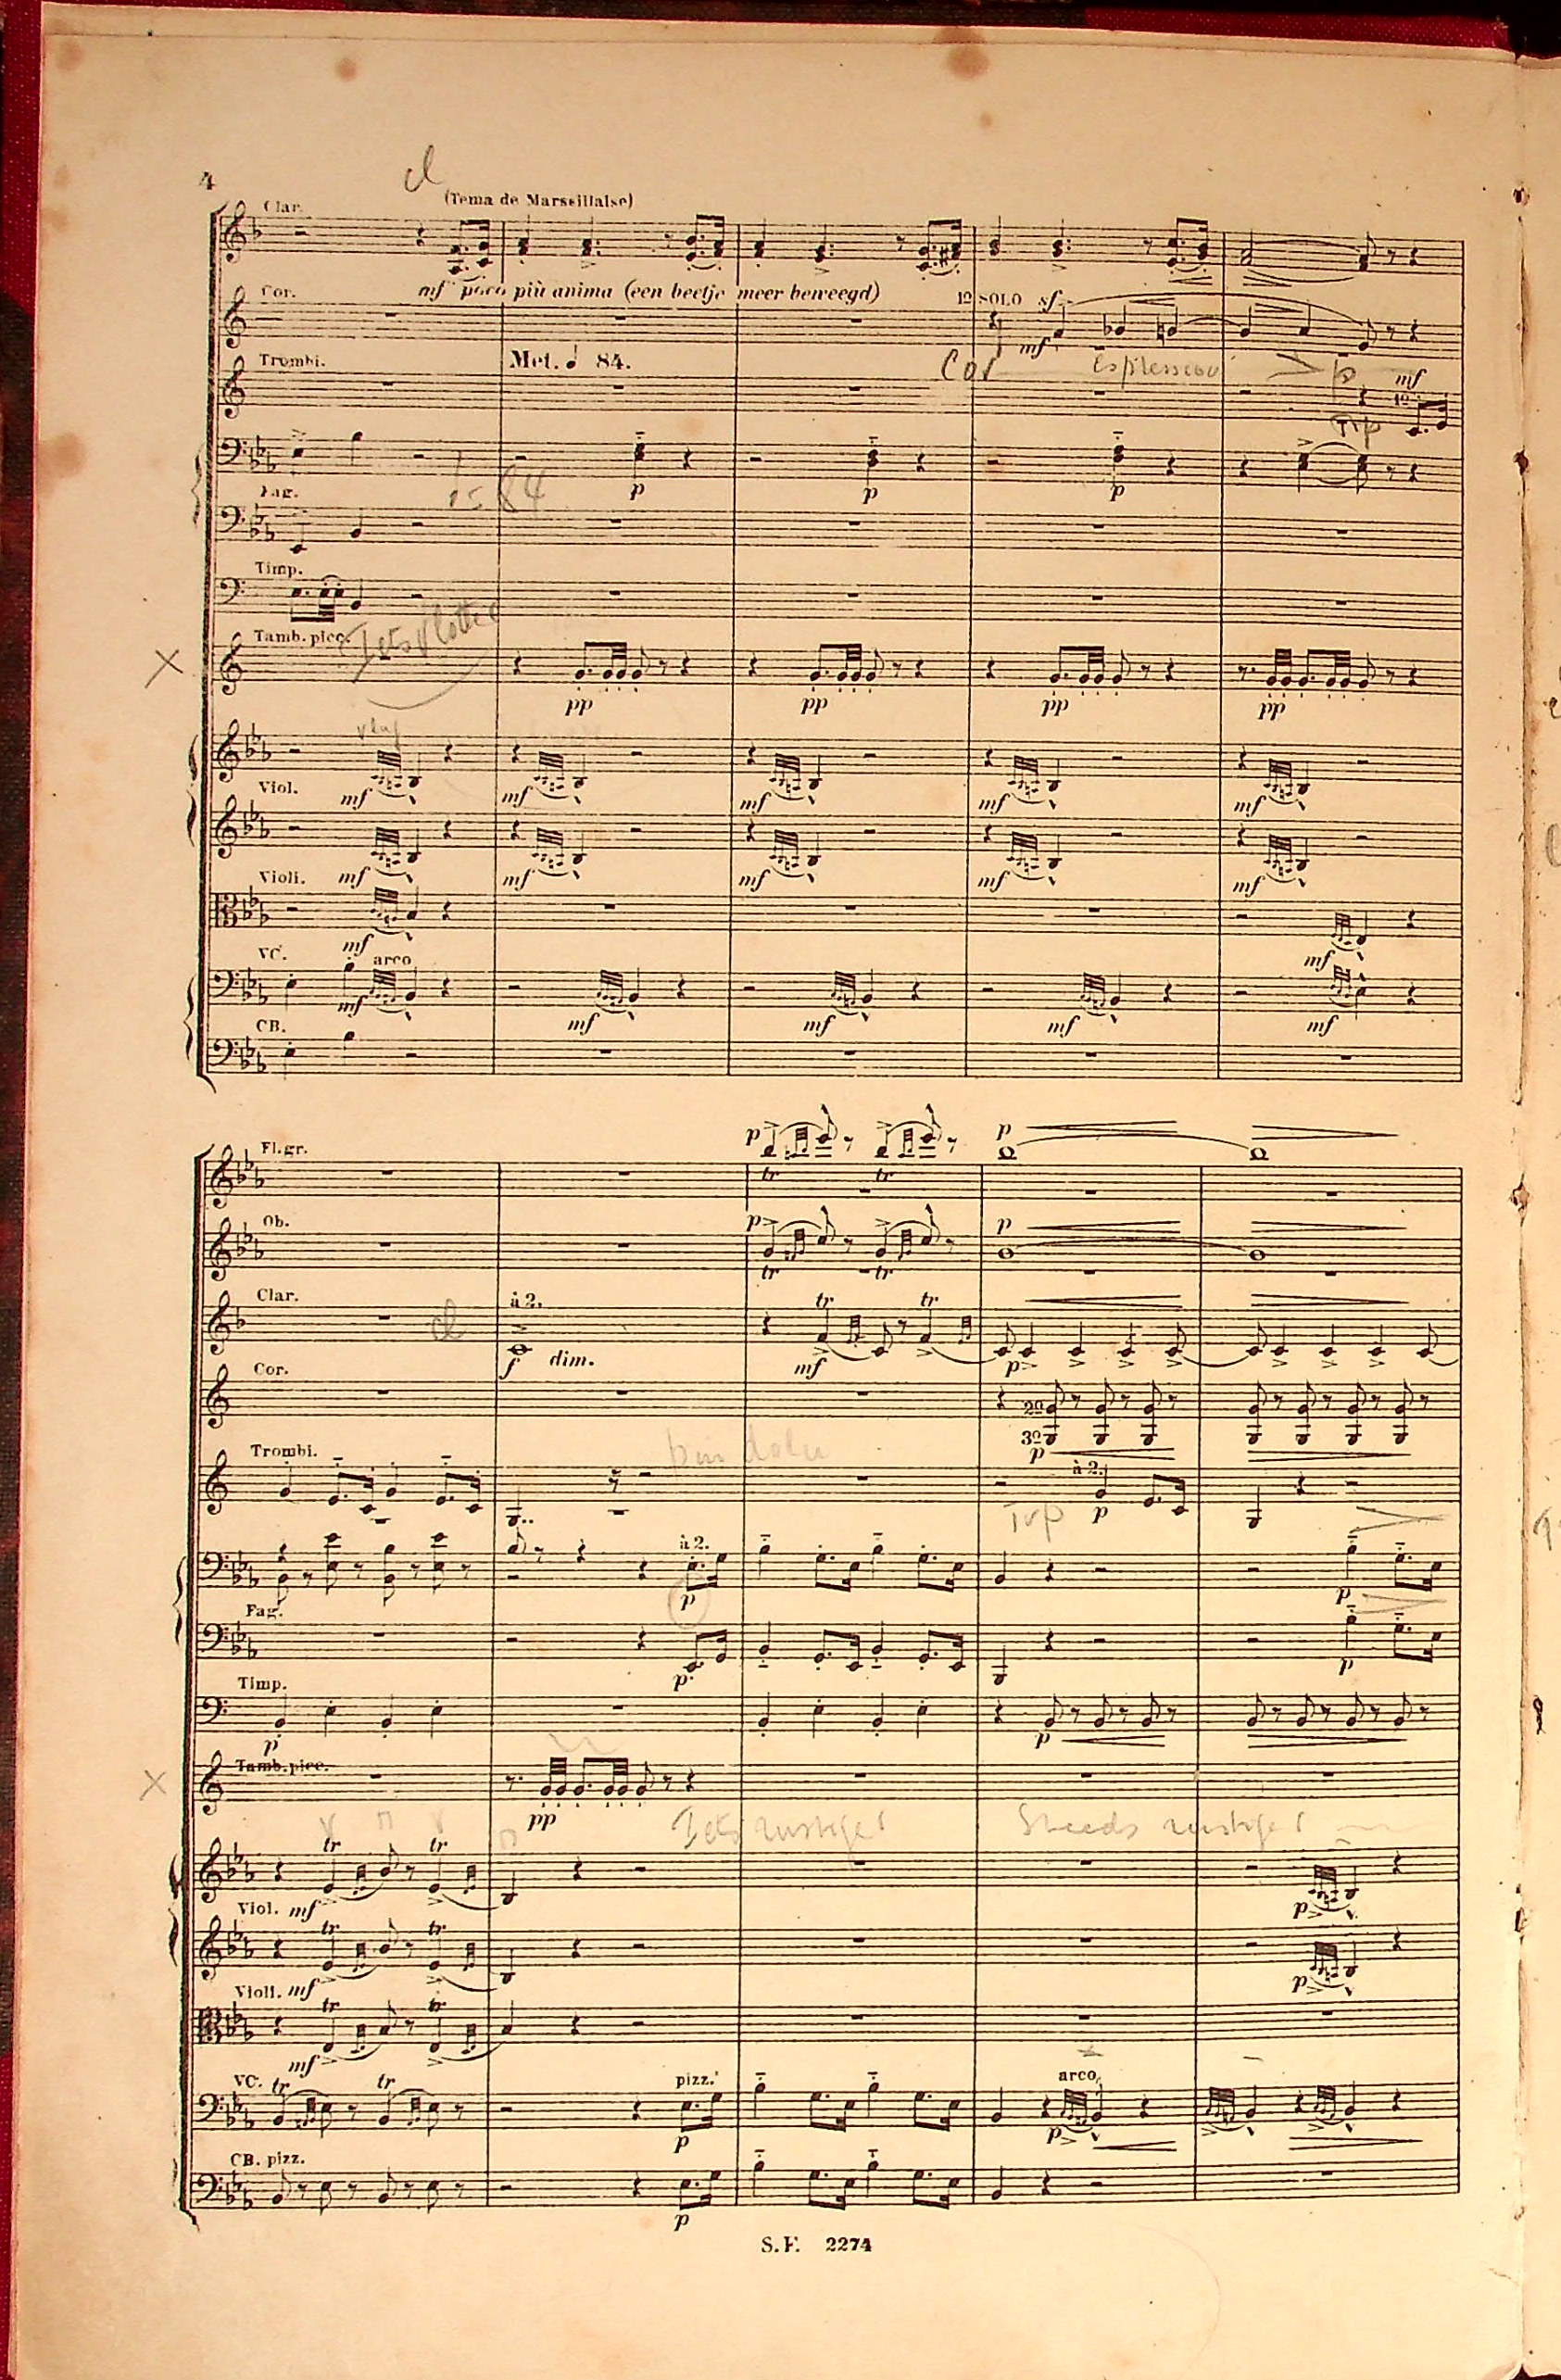 4
cl
(Tema de Marseillaise)
Clar.
mf poco più anima (een beetje meer beweegd)
Cor.
1º SOLO sf
mf
Trombi.
Met. 84.
Cor espressivo p mf
1º
Trp
p p p
Fag.
= 84
Timp.
Iets vlotter
Tamb. picc.
X
pp pp pp pp
mf mf mf mf mf
Viol.
mf mf mf mf mf
Violi.
mf mf
VC.
arco
mf mf mf mf mf
CB.
Fl.gr.
p p
tr tr
Ob.
p p
tr tr
Clar.
cl
à 2. tr tr
f dim. mf p
Cor.
2º
3º
p
Trombi.
à 2.
p
Trp
à 2.
p p
Fag.
p p
Timp.
p p
Tamb. picc.
X
pp
Iets rustiger Steeds rustiger
tr tr
Viol. mf p
tr tr
mf p
Violi.
tr tr
mf
VC. tr tr pizz. arco
p p
CB. pizz.
p
S.F. 2274